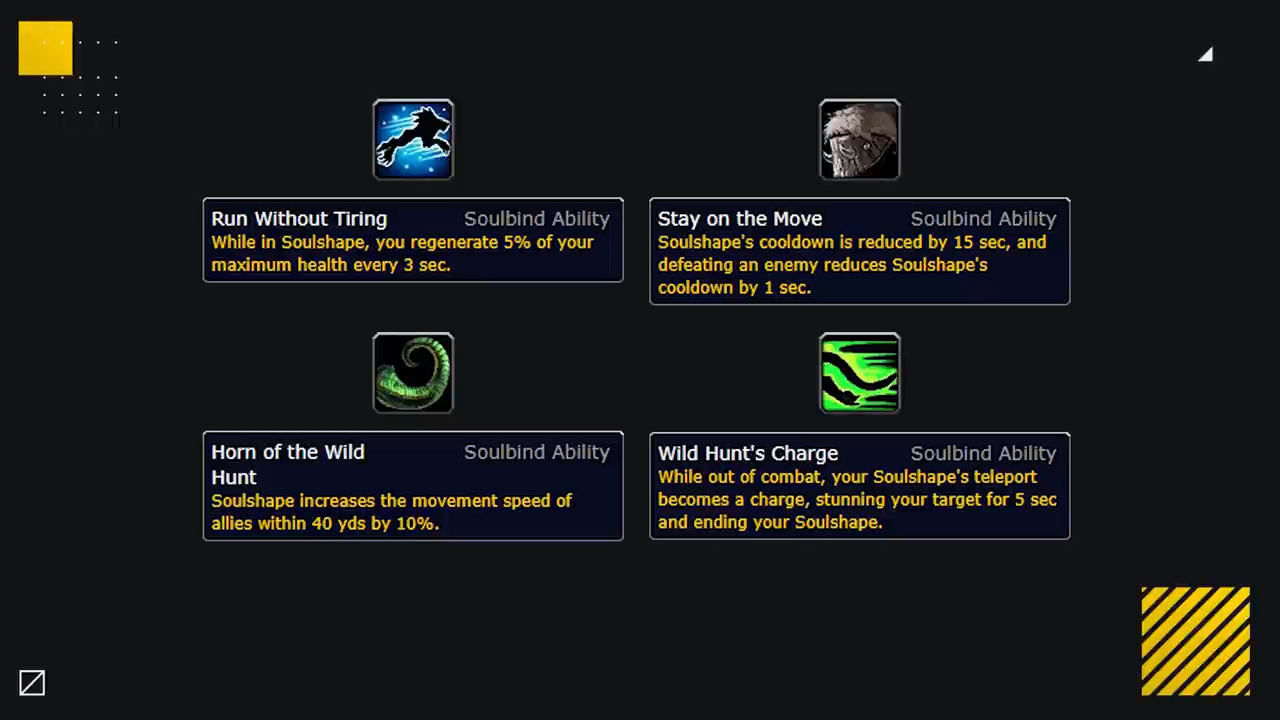 Run Without Tiring Soulbind Ability
While in Soulshape, you regenerate 5% of your
maximum health every 3 sec.
Stay on the Move Soulbind Ability
Soulshape's cooldown is reduced by 15 sec, and
defeating an enemy reduces Soulshape's
cooldown by 1 sec.
Horn of the Wild Soulbind Ability
Hunt
Soulshape increases the movement speed of
allies within 40 yds by 10%.
Wild Hunt's Charge Soulbind Ability
While out of combat, your Soulshape's teleport
becomes a charge, stunning your target for 5 sec
and ending your Soulshape.